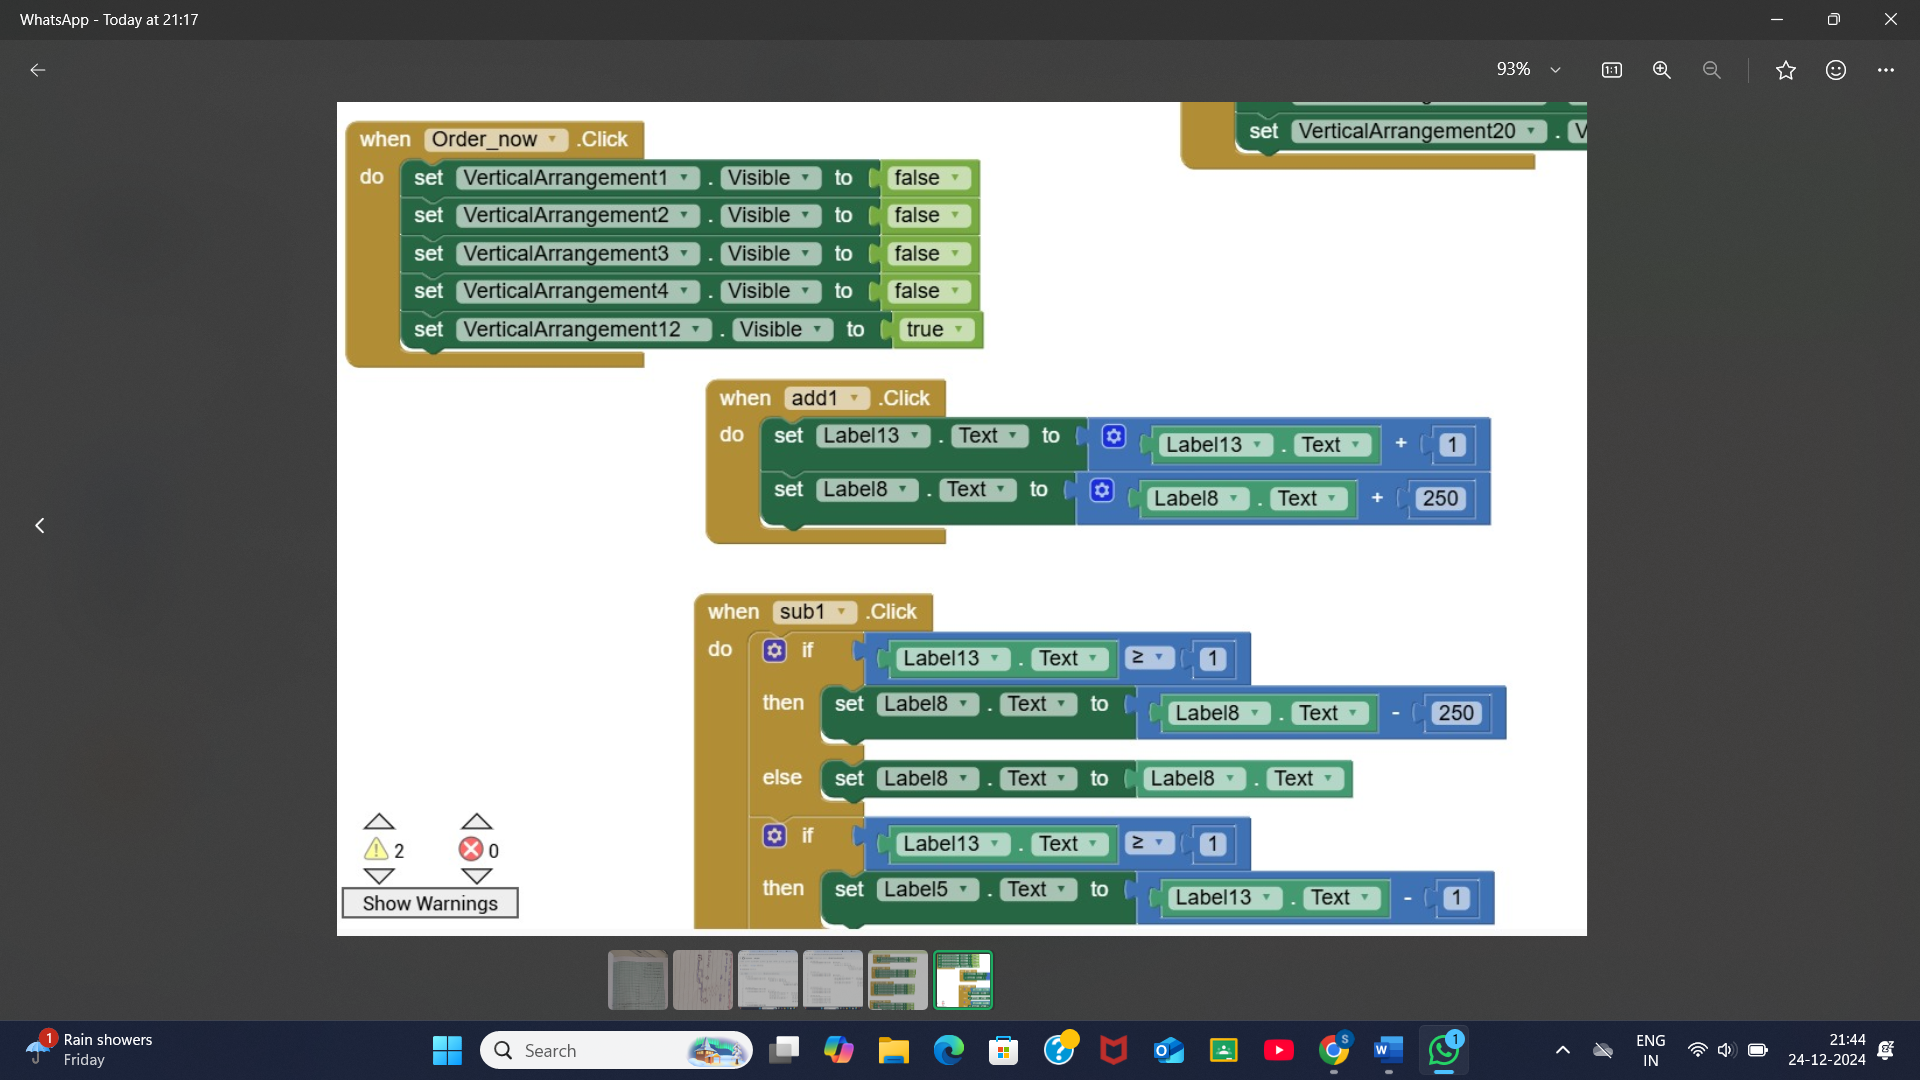 WhatsApp - Today at 21:17
93%
when Order_now .Click
do set VerticalArrangement1 . Visible to false
set VerticalArrangement2 . Visible to false
set VerticalArrangement3 . Visible to false
set VerticalArrangement4 . Visible to false
set VerticalArrangement12 . Visible to true
set VerticalArrangement20 . V
when add1 .Click
do set Label13 . Text to Label13 . Text + 1
set Label8 . Text to Label8 . Text + 250
when sub1 .Click
do if Label13 . Text ≥ 1
then set Label8 . Text to Label8 . Text - 250
else set Label8 . Text to Label8 . Text
if Label13 . Text ≥ 1
then set Label5 . Text to Label13 . Text - 1
2 0
Show Warnings
1 Rain showers
Friday
Search
S
1
ENG
IN
21:44
24-12-2024